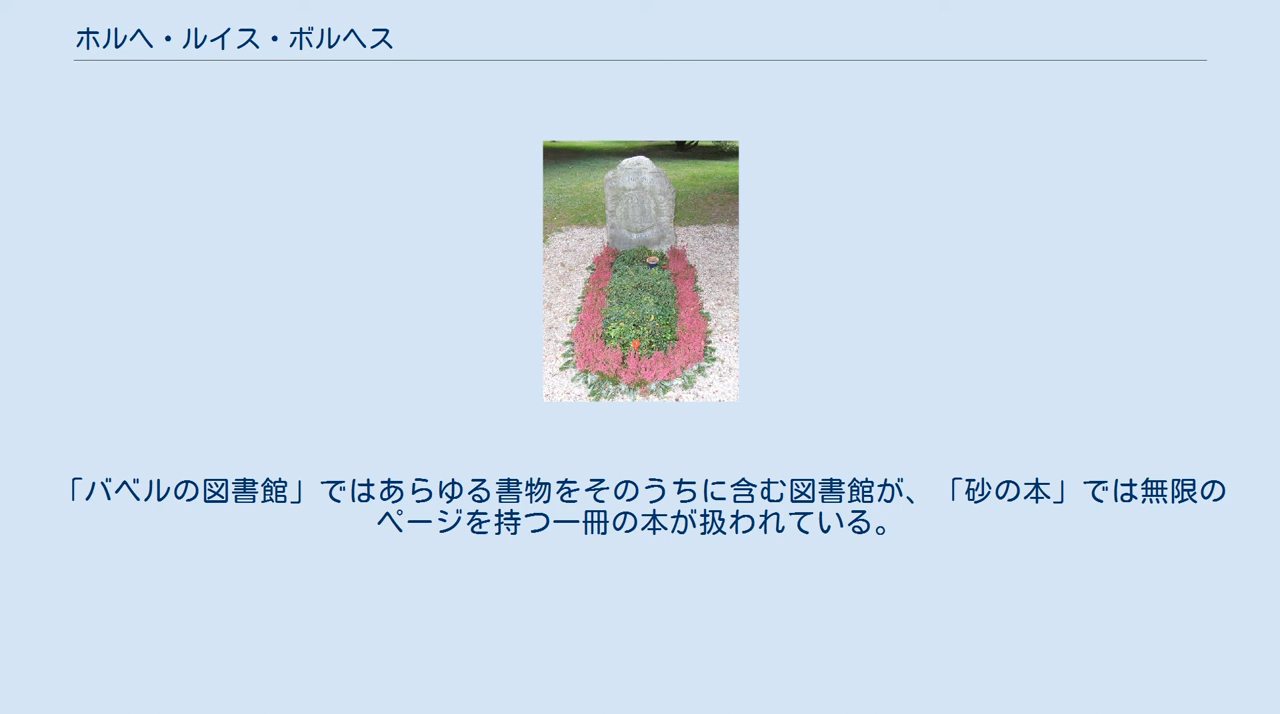 ホルヘ・ルイス・ボルヘス
「バベルの図書館」ではあらゆる書物をそのうちに含む図書館が、「砂の本」では無限の
ページを持つ一冊の本が扱われている。